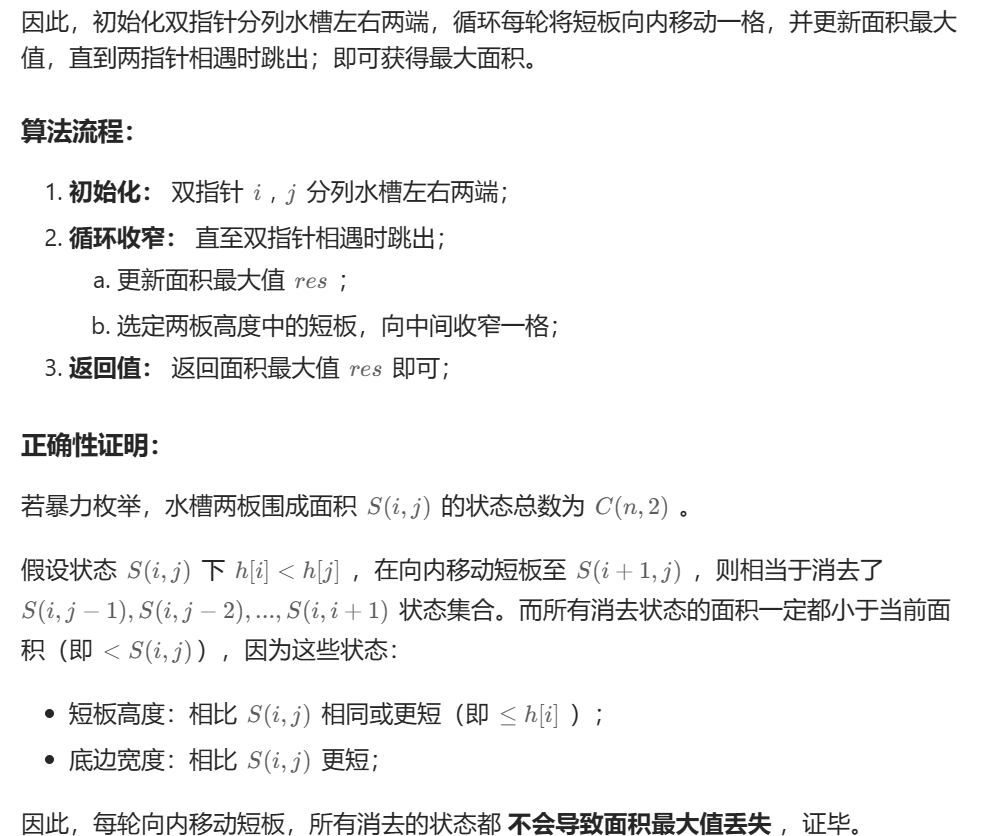 因此，初始化双指针分列水槽左右两端，循环每轮将短板向内移动一格，并更新面积最大
值，直到两指针相遇时跳出；即可获得最大面积。
算法流程：
1. 初始化： 双指针 i , j 分列水槽左右两端；
2. 循环收窄： 直至双指针相遇时跳出；
a. 更新面积最大值 res ；
b. 选定两板高度中的短板，向中间收窄一格；
3. 返回值： 返回面积最大值 res 即可；
正确性证明：
若暴力枚举，水槽两板围成面积 S(i, j) 的状态总数为 C(n, 2) 。
假设状态 S(i, j) 下 h[i] < h[j] ，在向内移动短板至 S(i + 1, j) ，则相当于消去了
S(i, j − 1), S(i, j − 2), ..., S(i, i + 1) 状态集合。而所有消去状态的面积一定都小于当前面
积（即 < S(i, j)），因为这些状态：
• 短板高度：相比 S(i, j) 相同或更短（即 ≤ h[i] ）；
• 底边宽度：相比 S(i, j) 更短；
因此，每轮向内移动短板，所有消去的状态都 不会导致面积最大值丢失 ，证毕。